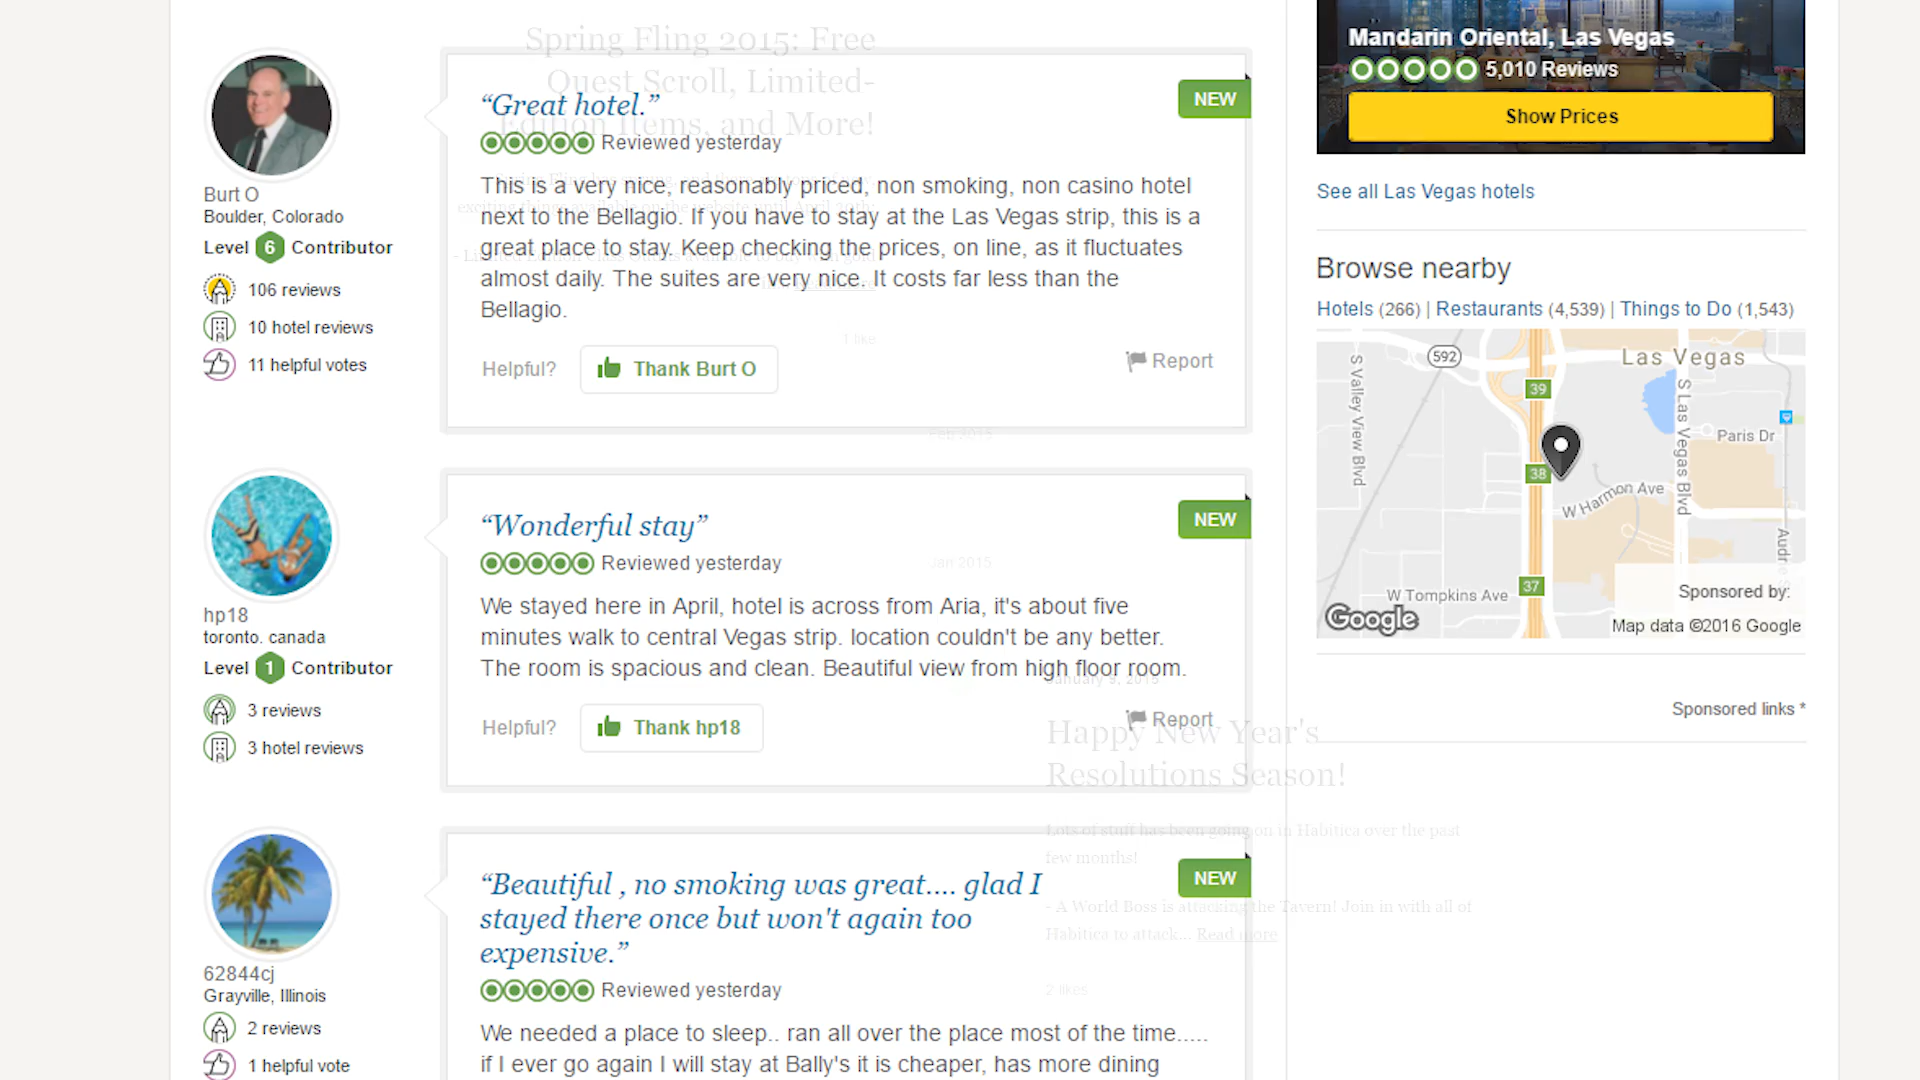 Spring Fling 2015: Free
Quest Scroll, Limited-
Edition Items, and More!
“Great hotel.”
NEW
Reviewed yesterday
This is a very nice, reasonably priced, non smoking, non casino hotel
next to the Bellagio. If you have to stay at the Las Vegas strip, this is a
great place to stay. Keep checking the prices, on line, as it fluctuates
almost daily. The suites are very nice. It costs far less than the
Bellagio.
1 like
Helpful?
Thank Burt O
Report
Burt O
Boulder, Colorado
Level 6 Contributor
106 reviews
10 hotel reviews
11 helpful votes
Feb 2015
“Wonderful stay”
NEW
Reviewed yesterday
Jan 2015
We stayed here in April, hotel is across from Aria, it's about five
minutes walk to central Vegas strip. location couldn't be any better.
The room is spacious and clean. Beautiful view from high floor room.
January 9, 2015
Helpful?
Thank hp18
Report
hp18
toronto. canada
Level 1 Contributor
3 reviews
3 hotel reviews
Happy New Year's
Resolutions Season!
Lots of stuff has been going on in Habitica over the past
few months!
- A World Boss is attacking the Tavern! Join in with all of
Habitica to attack... Read more
2 likes
“Beautiful , no smoking was great.... glad I
stayed there once but won't again too
expensive.”
NEW
Reviewed yesterday
We needed a place to sleep.. ran all over the place most of the time.....
if I ever go again I will stay at Bally's it is cheaper, has more dining
62844cj
Grayville, Illinois
2 reviews
1 helpful vote
Mandarin Oriental, Las Vegas
5,010 Reviews
Show Prices
See all Las Vegas hotels
Browse nearby
Hotels (266) | Restaurants (4,539) | Things to Do (1,543)
592
Las Vegas
S Valley View Blvd
39
S Las Vegas Blvd
Paris Dr
38
W Harmon Ave
37
W Tompkins Ave
Sponsored by:
Google
Map data ©2016 Google
Sponsored links *